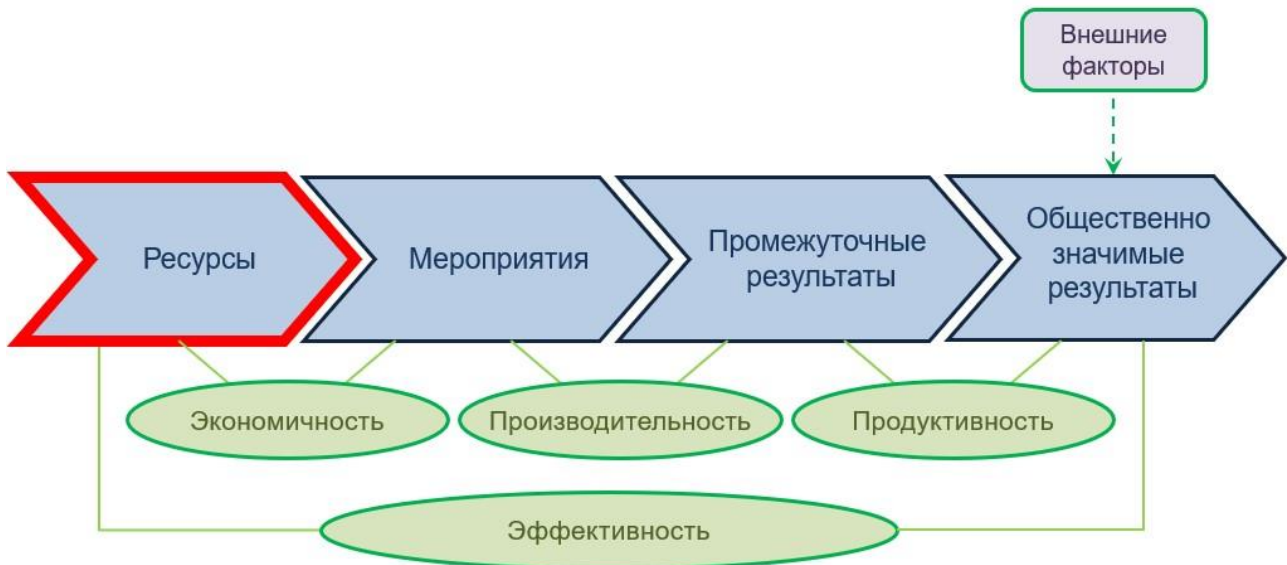 Внешние
факторы
Ресурсы
Мероприятия
Промежуточные
результаты
Общественно
значимые
результаты
Экономичность
Производительность
Продуктивность
Эффективность